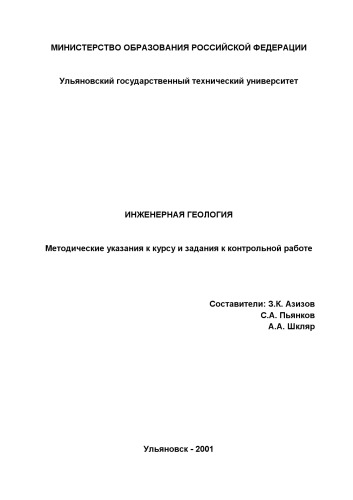 МИНИСТЕРСТВО ОБРАЗОВАНИЯ РОССИЙСКОЙ ФЕДЕРАЦИИ
Ульяновский государственный технический университет
ИНЖЕНЕРНАЯ ГЕОЛОГИЯ
Методические указания к курсу и задания к контрольной работе
Составители: З.К. Азизов
С.А. Пьянков
А.А. Шкляр
Ульяновск - 2001